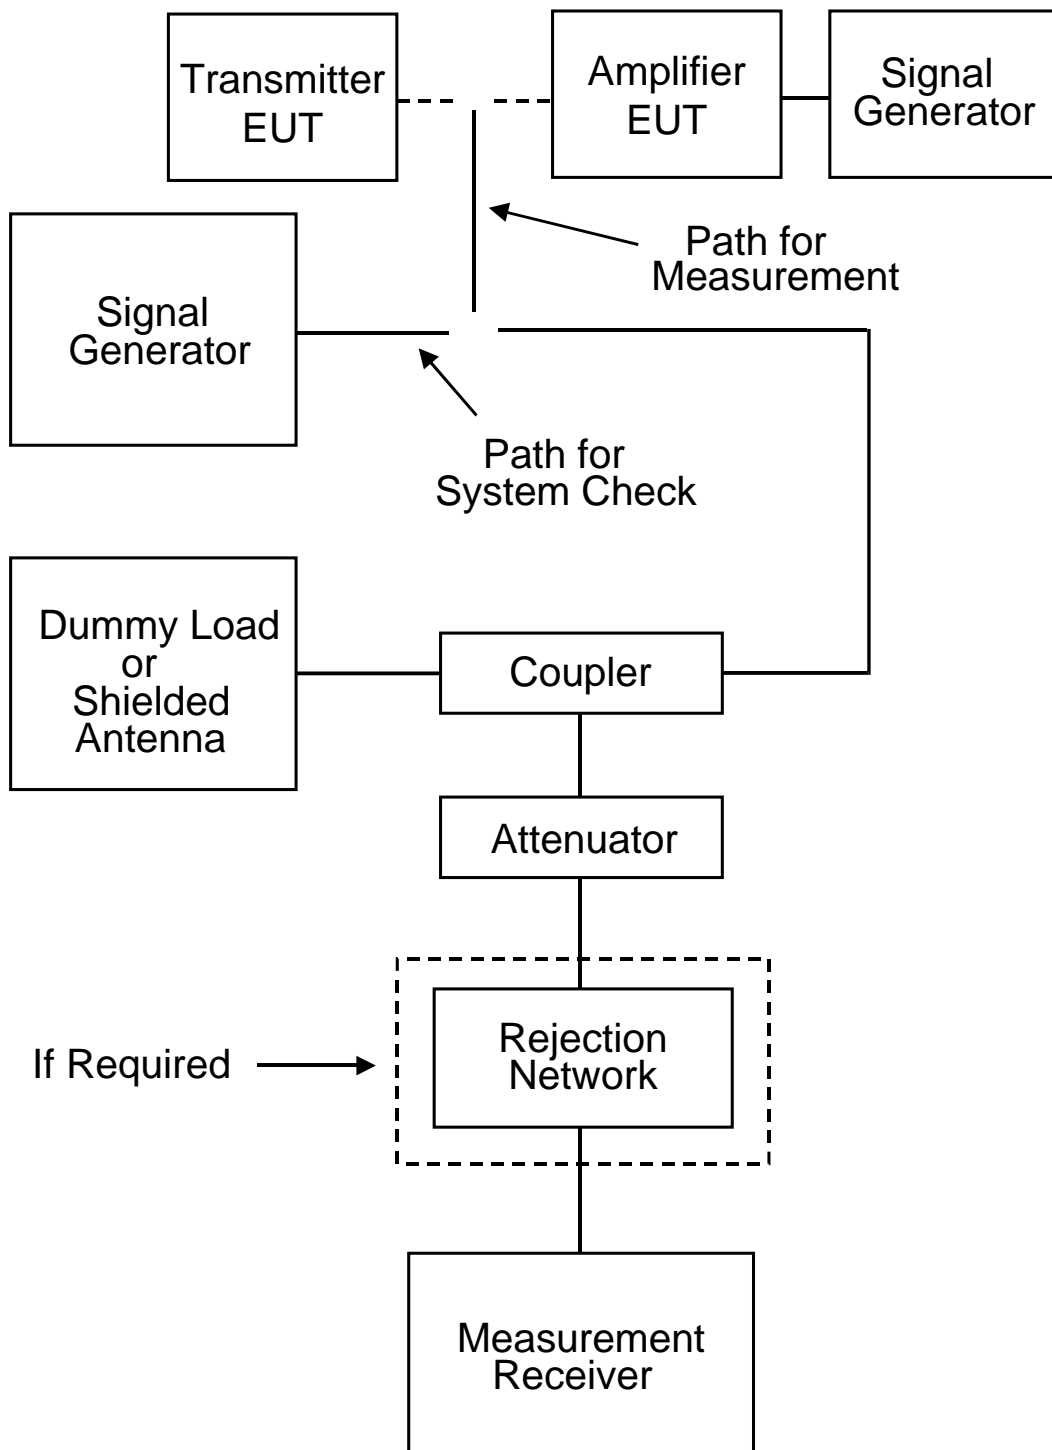 Transmitter
EUT
Amplifier
EUT
Signal
Generator
Path for
Measurement
Signal
Generator
Path for
System Check
Dummy Load
or
Shielded
Antenna
Coupler
Attenuator
If Required
Rejection
Network
Measurement
Receiver